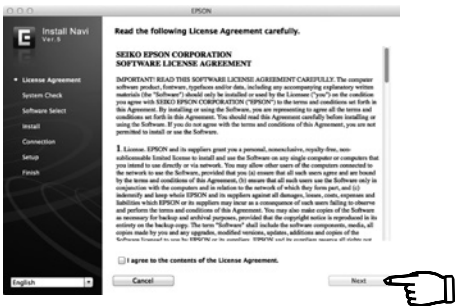 EPSON
E
Install Navi
Ver.5
License Agreement
System Check
Software Select
Install
Connection
Setup
Finish
English
Read the following License Agreement carefully.
SEIKO EPSON CORPORATION
SOFTWARE LICENSE AGREEMENT
IMPORTANT! READ THIS SOFTWARE LICENSE AGREEMENT CAREFULLY. The computer
software product, fontware, typefaces and/or data, including any accompanying explanatory written
materials (the "Software") should only be installed or used by the Licensee ("you") on the condition
you agree with SEIKO EPSON CORPORATION ("EPSON") to the terms and conditions set forth in
this Agreement. By installing or using the Software, you are representing to agree all the terms and
conditions set forth in this Agreement. You should read this Agreement carefully before installing or
using the Software. If you do not agree with the terms and conditions of this Agreement, you are not
permitted to install or use the Software.
1. License. EPSON and its suppliers grant you a personal, nonexclusive, royalty-free, non-
sublicensable limited license to install and use the Software on any single computer or computers that
you intend to use directly or via network. You may allow other users of the computers connected to
the network to use the Software, provided that you (a) ensure that all such users agree and are bound
by the terms and conditions of this Agreement, (b) ensure that all such users use the Software only in
conjunction with the computers and in relation to the network of which they form part, and (c)
indemnify and keep whole EPSON and its suppliers against all damages, losses, costs, expenses and
liabilities which EPSON or its suppliers may incur as a consequence of such users failing to observe
and perform the terms and conditions of this Agreement. You may also make copies of the Software
as necessary for backup and archival purposes, provided that the copyright notice is reproduced in its
entirety on the backup copy. The term "Software" shall include the software components, media, all
copies made by you and any upgrades, modified versions, updates, additions and copies of the
Software licensed to you by EPSON or its suppliers. EPSON and its suppliers reserve all rights not
I agree to the contents of the License Agreement.
Cancel
Next